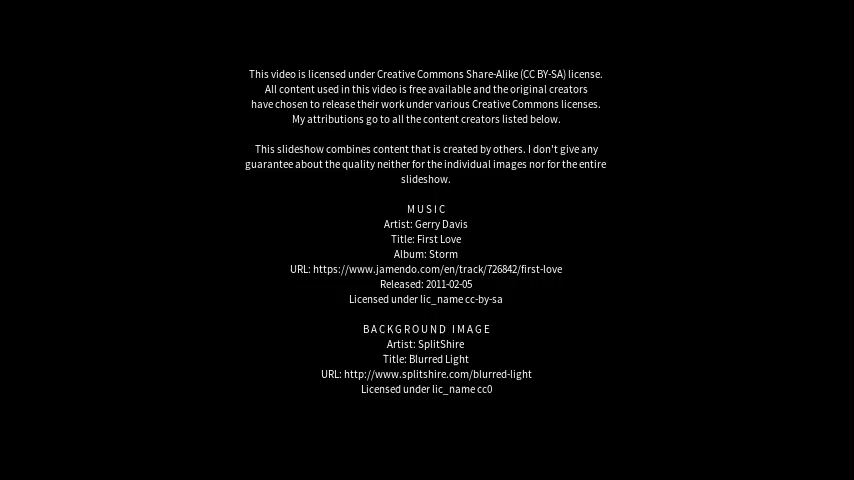 This video is licensed under Creative Commons Share-Alike (CC BY-SA) license.
All content used in this video is free available and the original creators
have chosen to release their work under various Creative Commons licenses.
My attributions go to all the content creators listed below.
This slideshow combines content that is created by others. I don't give any
guarantee about the quality neither for the individual images nor for the entire
slideshow.
MUSIC
Artist: Gerry Davis
Title: First Love
Album: Storm
URL: https://www.jamendo.com/en/track/726842/first-love
Released: 2011-02-05
Licensed under lic_name cc-by-sa
BACKGROUND IMAGE
Artist: SplitShire
Title: Blurred Light
URL: http://www.splitshire.com/blurred-light
Licensed under lic_name cc0